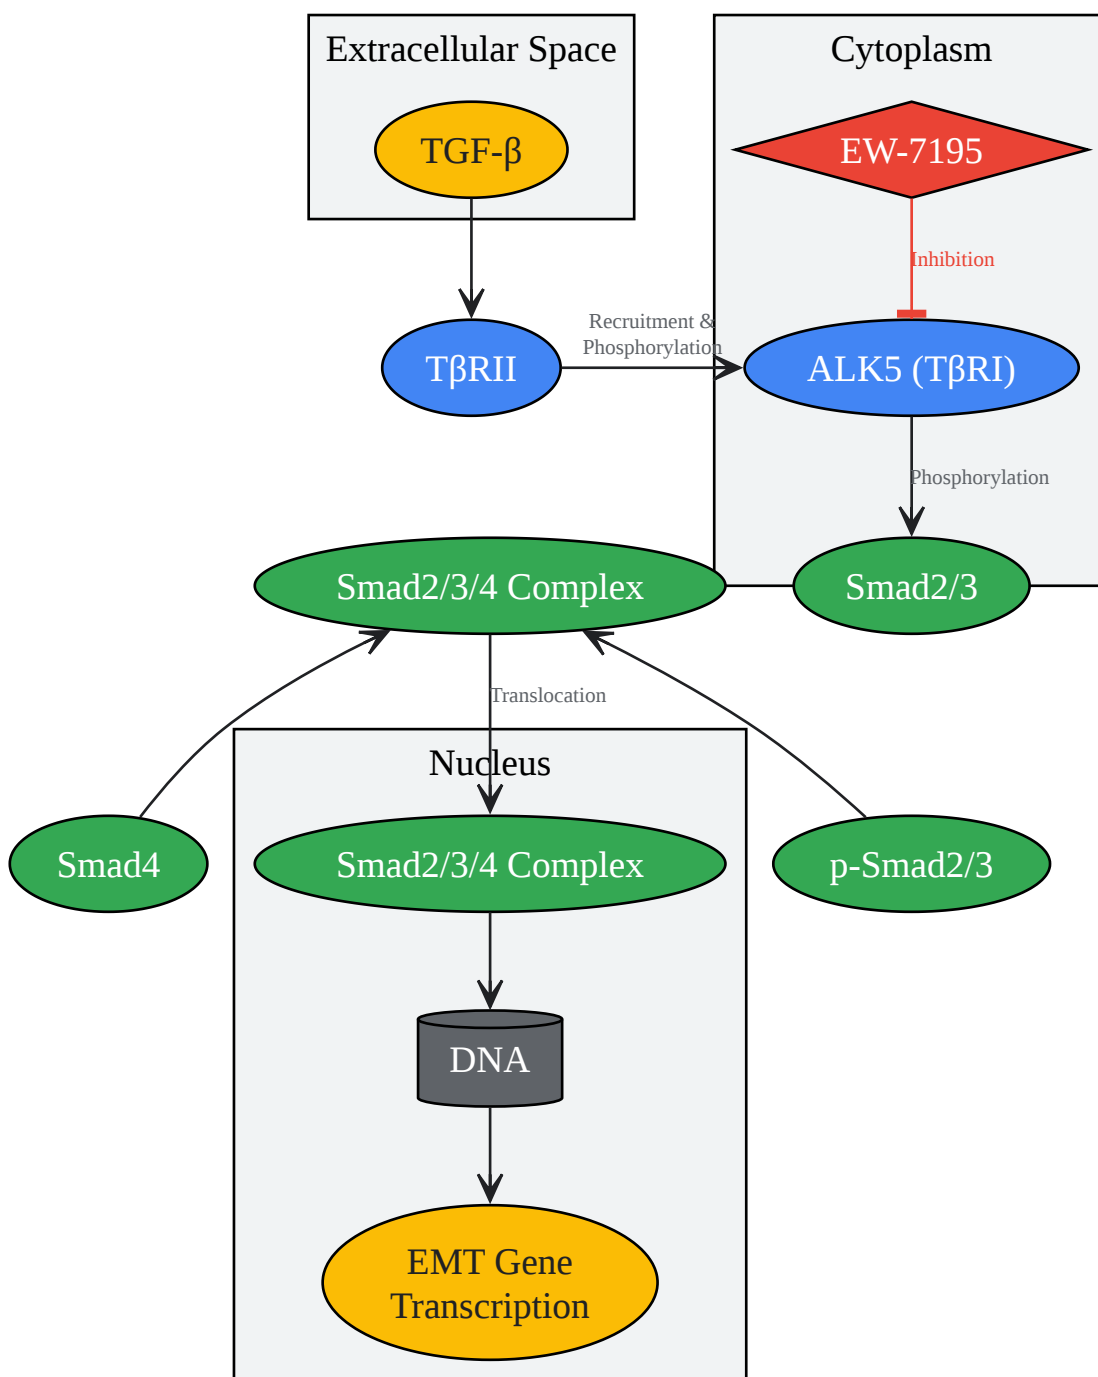 Extracellular Space
Cytoplasm
TGF-β
EW-7195
Inhibition
Recruitment &
Phosphorylation
TβRII
ALK5 (TβRI)
Phosphorylation
Smad2/3/4 Complex
Smad2/3
Translocation
Nucleus
Smad4
Smad2/3/4 Complex
p-Smad2/3
DNA
EMT Gene
Transcription